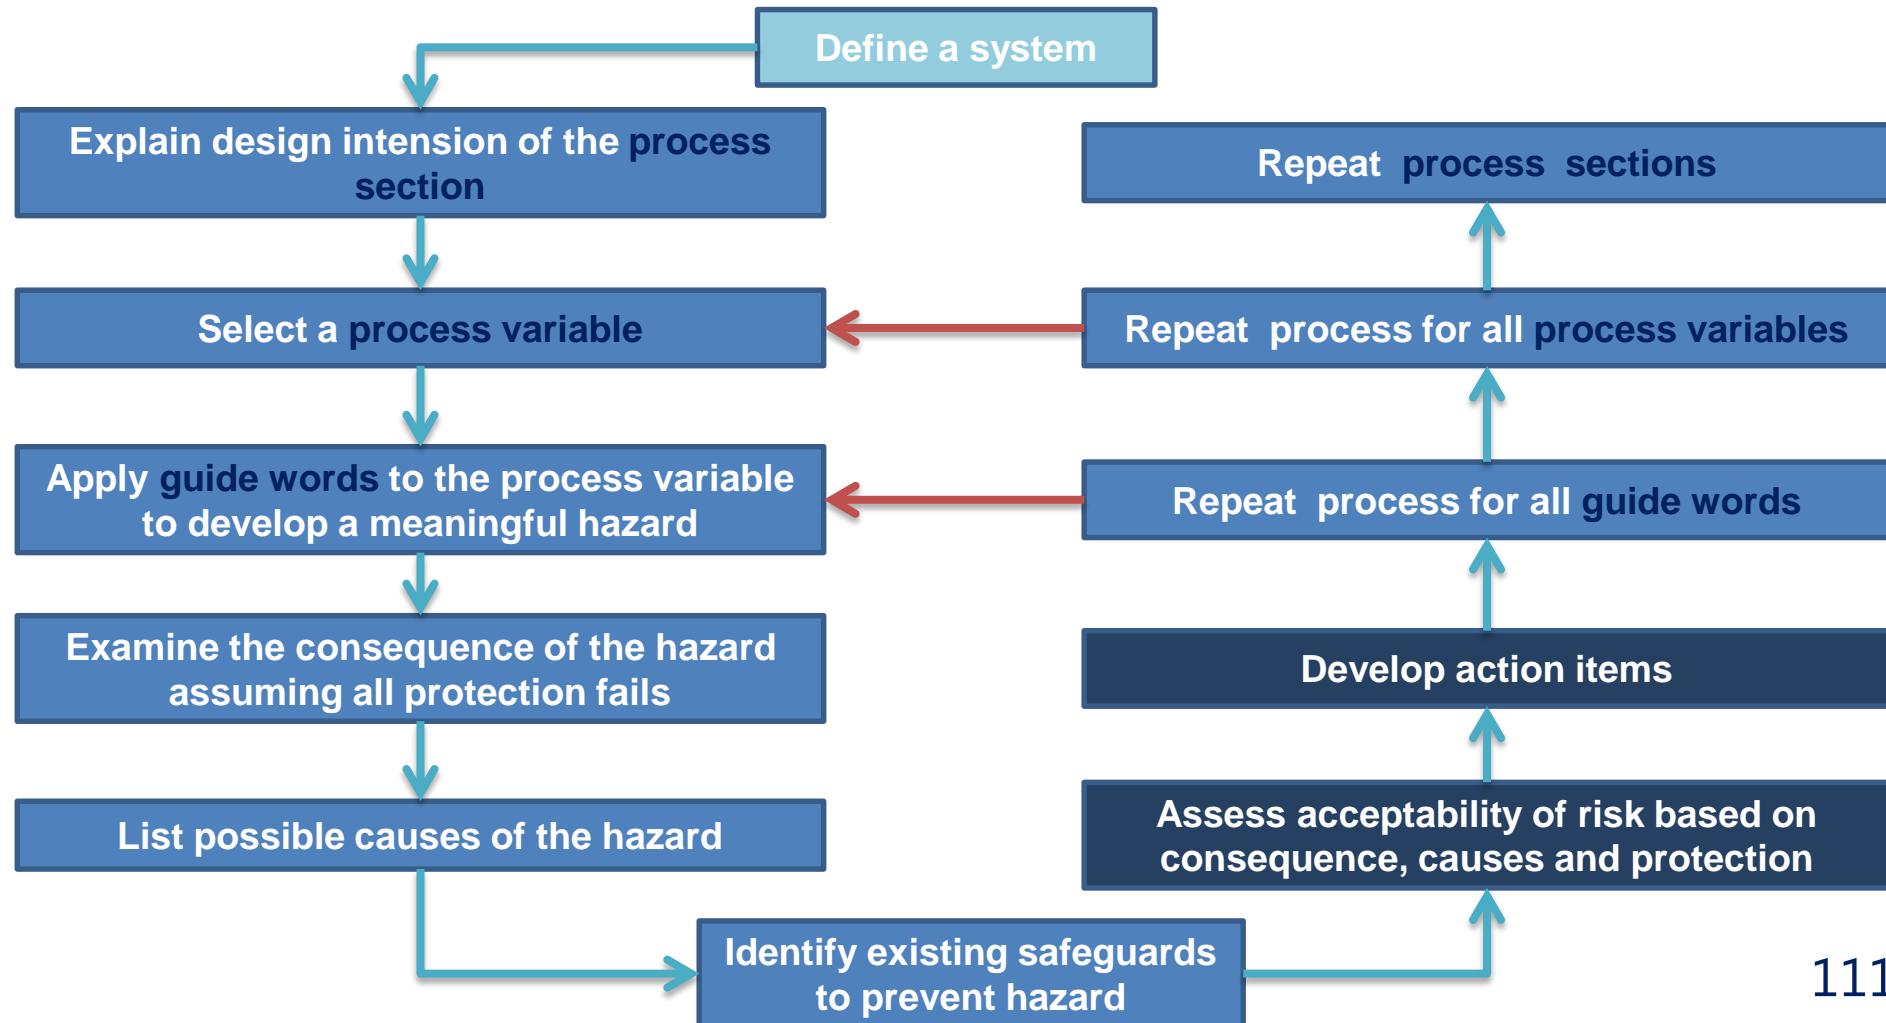 Define a system
Explain design intension of the process
section
Select a process variable
Apply guide words to the process variable
to develop a meaningful hazard
Examine the consequence of the hazard
assuming all protection fails
List possible causes of the hazard
Identify existing safeguards
to prevent hazard
Assess acceptability of risk based on
consequence, causes and protection
Develop action items
Repeat process for all guide words
Repeat process for all process variables
Repeat process sections
111